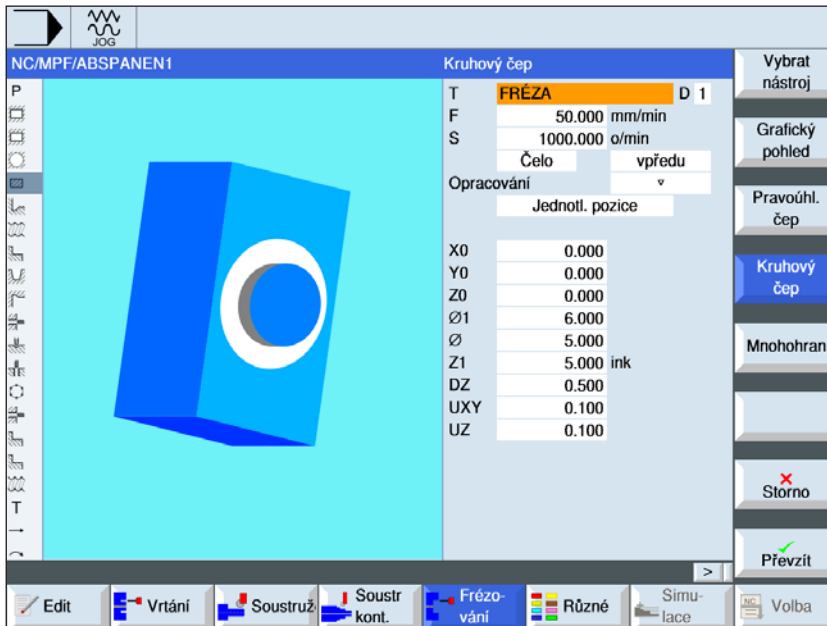 JOG
NC/MPF/ABSPANEN1
Kruhový čep
P
T
T FRÉZA D 1
F 50.000 mm/min
S 1000.000 o/min
Čelo vpředu
Opracování ▿
Jednotl. pozice
X0 0.000
Y0 0.000
Z0 0.000
Ø1 6.000
Ø 5.000
Z1 5.000 ink
DZ 0.500
UXY 0.100
UZ 0.100
Vybrat
nástroj
Grafický
pohled
Pravoúhl.
čep
Kruhový
čep
Mnohohran
Storno
Převzít
>
Edit
Vrtání
Soustruž
Soustr
kont.
Frézo-
vání
Různé
Simu-
lace
NC
Volba